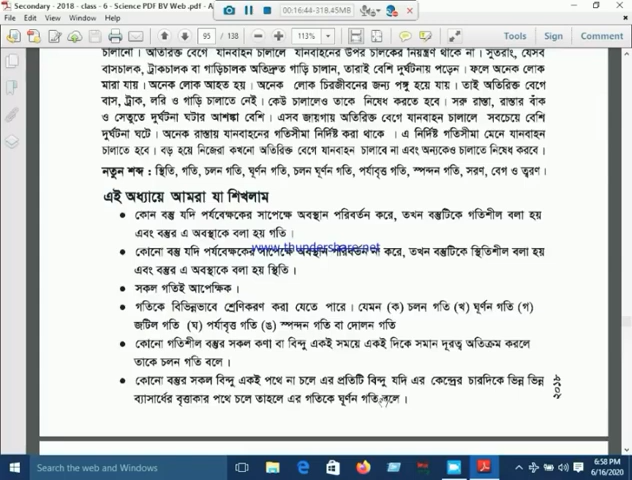 Secondary - 2018 - class - 6 - Science PDF BV Web .pdf - Ad
00:16:44-318.45MB
Edit View Window Help
95 / 138 113% Tools Sign Comment
চালানো। অতিরিক্ত বেগে যানবাহন চালালে যানবাহনের উপর চালকের নিয়ন্ত্রণ থাকে না। সুতরাং, যেসব
বাসচালক, ট্রাকচালক বা গাড়িচালক অতিদ্রুত গাড়ি চালান, তারাই বেশি দুর্ঘটনায় পড়েন। ফলে অনেক লোক
মারা যায়। অনেক লোক আহত হয়। অনেক লোক চিরজীবনের জন্য পঙ্গু হয়ে যায়। তাই অতিরিক্ত বেগে
বাস, ট্রাক, লরি ও গাড়ি চালাতে নেই। কেউ চালালেও তাকে নিষেধ করতে হবে। সরু রাস্তা, রাস্তার বাঁক
ও সেতুতে দুর্ঘটনা ঘটার আশঙ্কা বেশি। এসব জায়গায় অতিরিক্ত বেগে যানবাহন চালালে সবচেয়ে বেশি
দুর্ঘটনা ঘটে। অনেক রাস্তায় যানবাহনের গতিসীমা নির্দিষ্ট করা থাকে। এ নির্দিষ্ট গতিসীমা মেনে যানবাহন
চালাতে হবে। বড় হয়ে নিজেরা কখনো অতিরিক্ত বেগে যানবাহন চালাবে না এবং অন্যকেও চালাতে নিষেধ করবে।
নতুন শব্দ : স্থিতি, গতি, চলন গতি, ঘূর্ণন গতি, চলন ঘূর্ণন গতি, পর্যাবৃত্ত গতি, স্পন্দন গতি, সরণ, বেগ ও ত্বরণ।
এই অধ্যায়ে আমরা যা শিখলাম
• কোন বস্তু যদি পর্যবেক্ষকের সাপেক্ষে অবস্থান পরিবর্তন করে, তখন বস্তুটিকে গতিশীল বলা হয়
এবং বস্তুর এ অবস্থাকে বলা হয় গতি।
www.thundershare.net
• কোনো বস্তু যদি পর্যবেক্ষকের সাপেক্ষে অবস্থান পরিবর্তন না করে, তখন বস্তুটিকে স্থিতিশীল বলা হয়
এবং বস্তুর এ অবস্থাকে বলা হয় স্থিতি।
• সকল গতিই আপেক্ষিক।
• গতিকে বিভিন্নভাবে শ্রেণিকরণ করা যেতে পারে। যেমন (ক) চলন গতি (খ) ঘূর্ণন গতি (গ)
জটিল গতি (ঘ) পর্যাবৃত্ত গতি (ঙ) স্পন্দন গতি বা দোলন গতি
• কোনো গতিশীল বস্তুর সকল কণা বা বিন্দু একই সময়ে একই দিকে সমান দূরত্ব অতিক্রম করলে
তাকে চলন গতি বলে।
• কোনো বস্তুর সকল বিন্দু একই পথে না চলে এর প্রতিটি বিন্দু যদি এর কেন্দ্রের চারদিকে ভিন্ন ভিন্ন
ব্যাসার্ধের বৃত্তাকার পথে চলে তাহলে এর গতিকে ঘূর্ণন গতি বলে।
২০১৮
Search the web and Windows
6:58 PM
6/16/2020